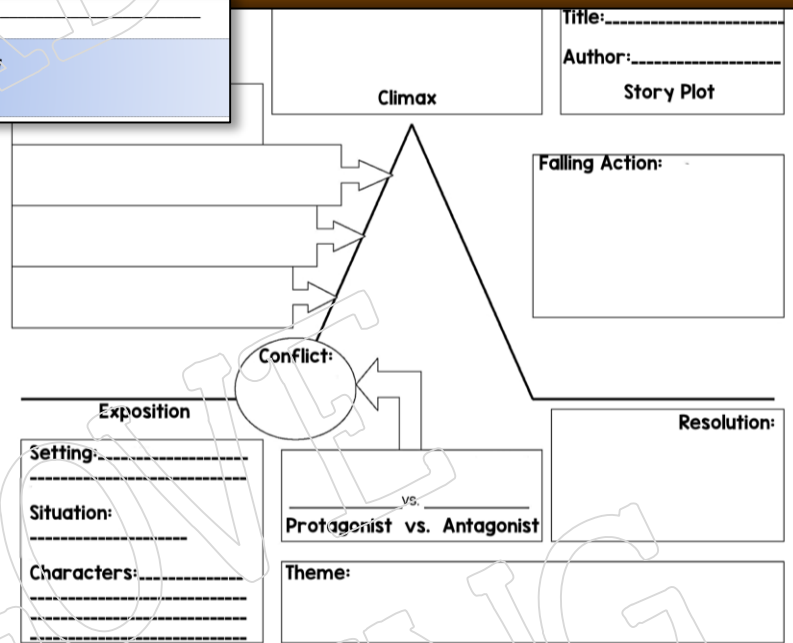 Title:
Author:
Story Plot
Climax
Falling Action:
Conflict:
Exposition
Setting:
Situation:
Characters:
vs.
Protagonist vs. Antagonist
Resolution:
Theme: